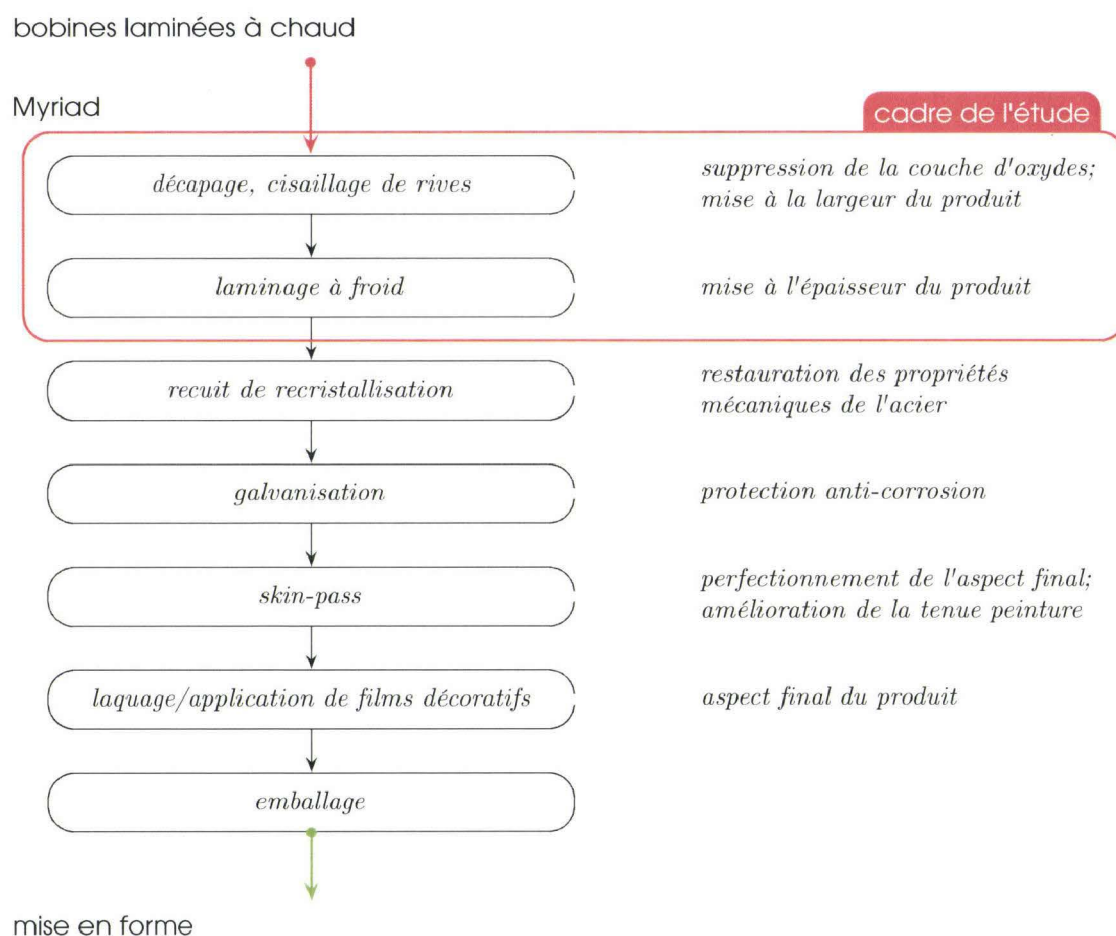 bobines laminées à chaud
Myriad
cadre de l'étude
décapage, cisaillage de rives
suppression de la couche d'oxydes;
mise à la largeur du produit
laminage à froid
mise à l'épaisseur du produit
recuit de recristallisation
restauration des propriétés
mécaniques de l'acier
galvanisation
protection anti-corrosion
skin-pass
perfectionnement de l'aspect final;
amélioration de la tenue peinture
laquage/application de films décoratifs
aspect final du produit
emballage
mise en forme